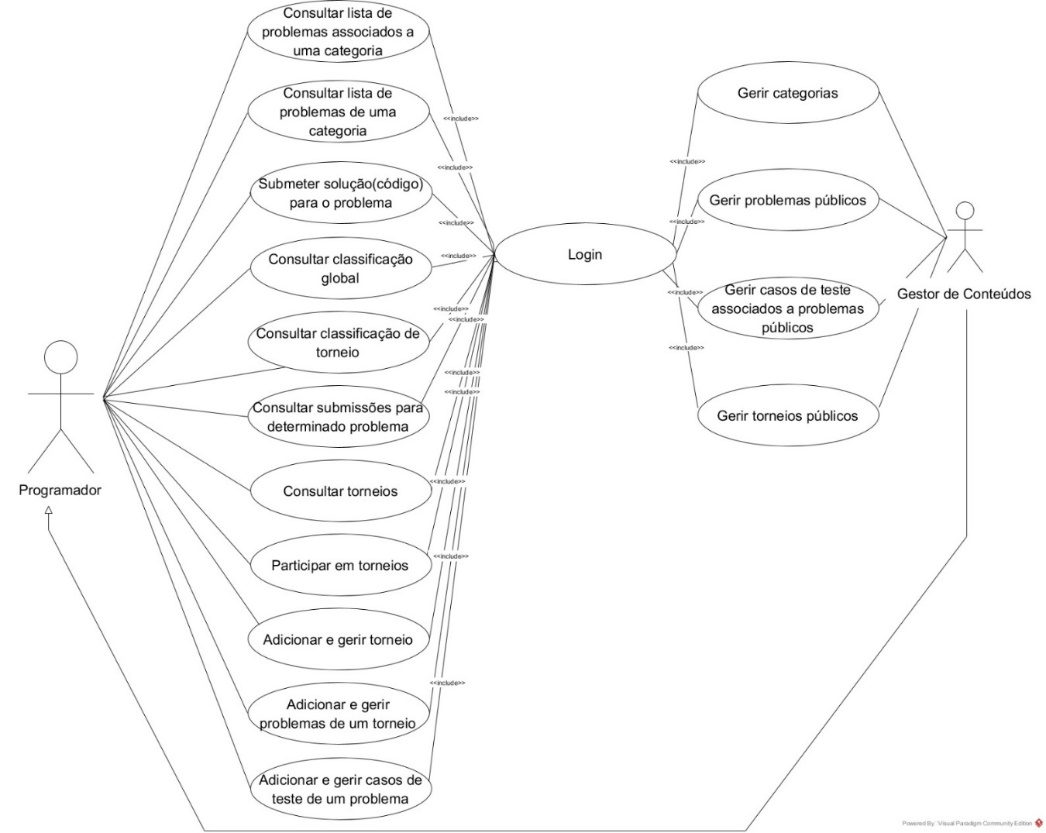 Consultar lista de
problemas associados a
uma categoria
Consultar lista de
problemas de uma
categoria
Submeter solução(código)
para o problema
Consultar classificação
global
Consultar classificação de
torneio
Consultar submissões para
determinado problema
Consultar torneios
Participar em torneios
Adicionar e gerir torneio
Adicionar e gerir
problemas de um torneio
Adicionar e gerir casos de
teste de um problema
Programador
<<include>>
<<include>>
<<include>>
<<include>>
<<include>>
<<include>>
<<include>>
<<include>>
<<include>>
<<include>>
<<include>>
Login
<<include>>
<<include>>
<<include>>
<<include>>
Gerir categorias
Gerir problemas públicos
Gerir casos de teste
associados a problemas
públicos
Gerir torneios públicos
Gestor de Conteúdos
Powered By Visual Paradigm Community Edition